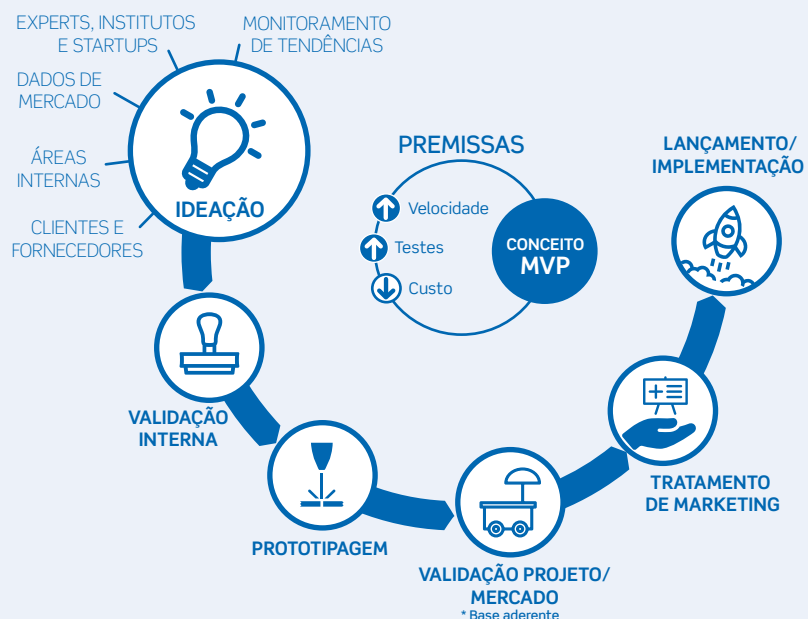 EXPERTS, INSTITUTOS
E STARTUPS
MONITORAMENTO
DE TENDÊNCIAS
DADOS DE
MERCADO
ÁREAS
INTERNAS
CLIENTES E
FORNECEDORES
IDEAÇÃO
PREMISSAS
Velocidade
Testes
Custo
CONCEITO
MVP
LANÇAMENTO/
IMPLEMENTAÇÃO
VALIDAÇÃO
INTERNA
PROTOTIPAGEM
VALIDAÇÃO PROJETO/
MERCADO
* Base aderente
TRATAMENTO
DE MARKETING